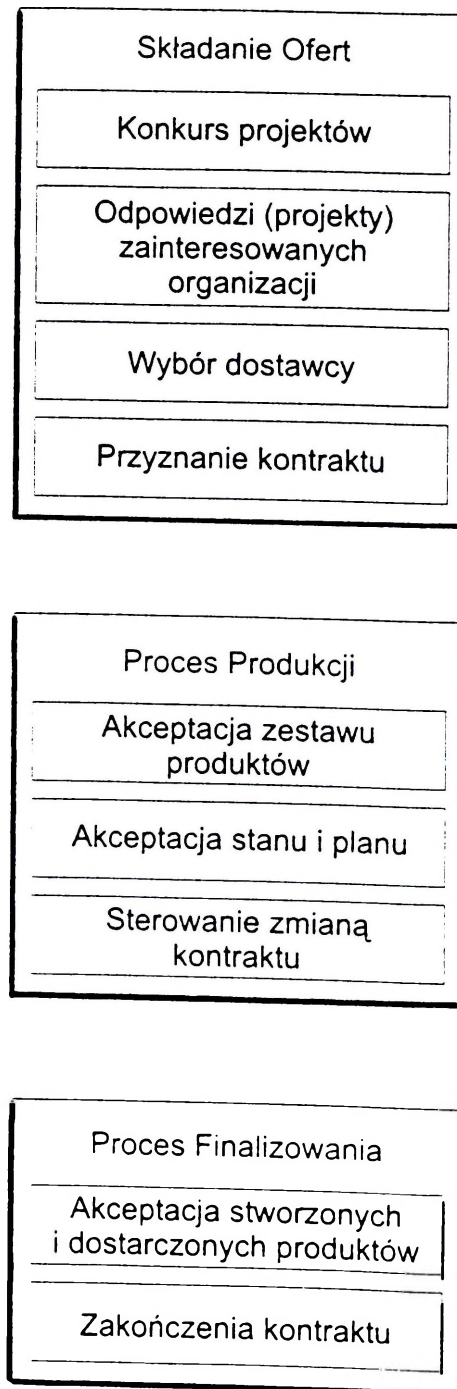 Składanie Ofert
Konkurs projektów
Odpowiedzi (projekty)
zainteresowanych
organizacji
Wybór dostawcy
Przyznanie kontraktu
Proces Produkcji
Akceptacja zestawu
produktów
Akceptacja stanu i planu
Sterowanie zmianą
kontraktu
Proces Finalizowania
Akceptacja stworzonych
i dostarczonych produktów
Zakończenia kontraktu